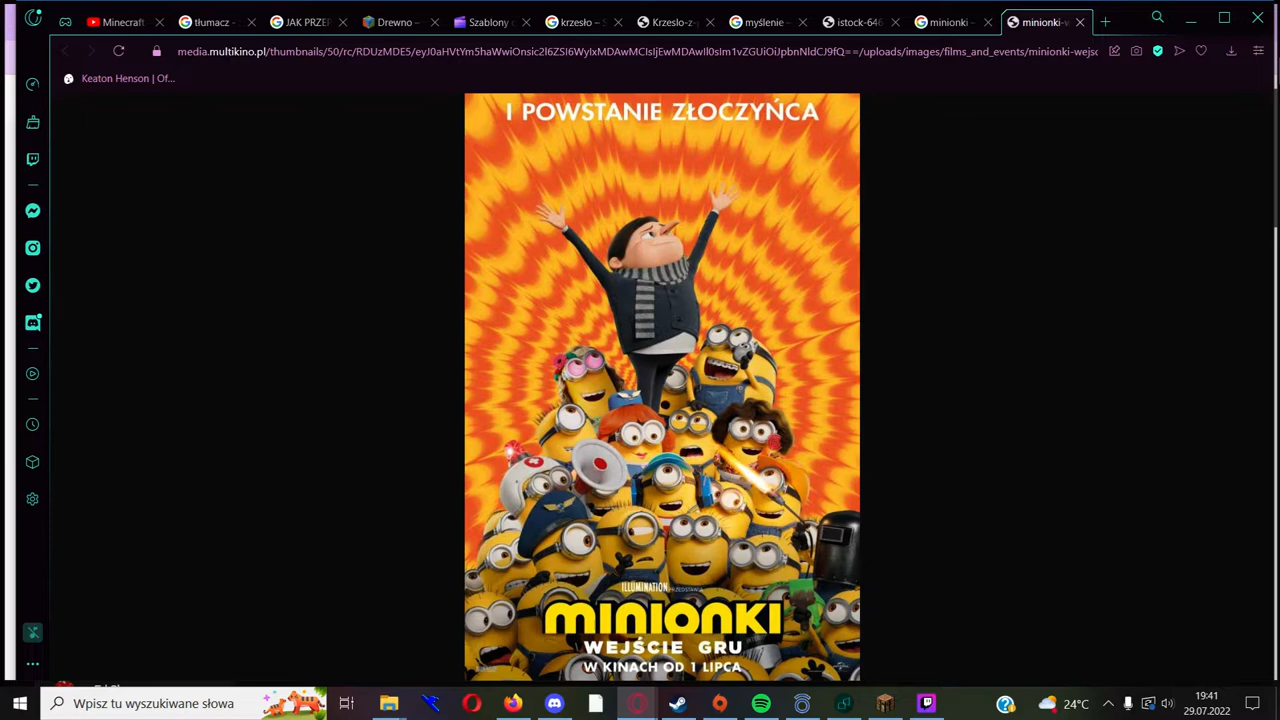 Minecraft
tłumacz -
JAK PRZEP
Drewno –
Szablony
krzesło – S
Krzeslo-z-
myślenie –
istock-646
minionki –
minionki-w
media.multikino.pl/thumbnails/50/rc/RDUzMDE5/eyJ0aHVtYm5haWwiOnsic2l6ZSI6WyIxMDAwMCIsIjEwMDAwIl0sIm1vZGUiOiJpbnNldCJ9fQ==/uploads/images/films_and_events/minionki-wejsc
Keaton Henson | Of...
I POWSTANIE ZŁOCZYŃCA
ILLUMINATION PRZEDSTAWIA
MINIONKI
WEJŚCIE GRU
W KINACH OD 1 LIPCA
Wpisz tu wyszukiwane słowa
24°C
19:41
29.07.2022